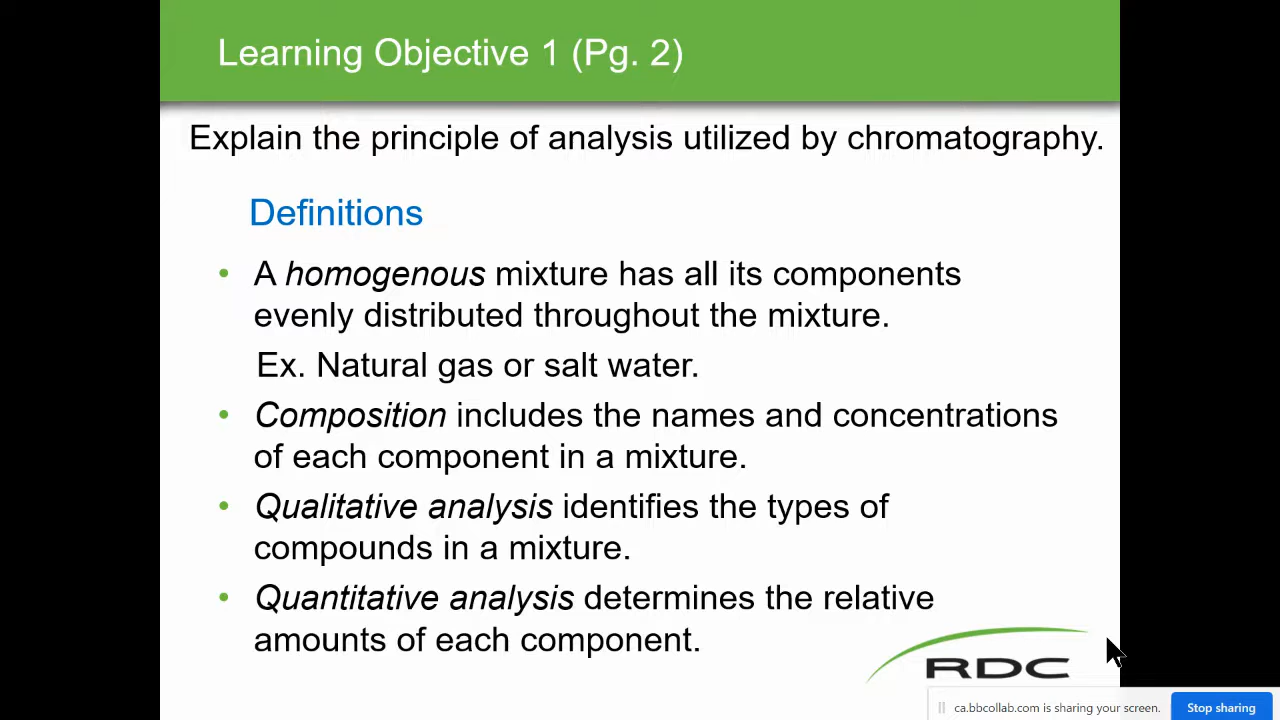 Learning Objective 1 (Pg. 2)
Explain the principle of analysis utilized by chromatography.
Definitions
• A homogenous mixture has all its components
evenly distributed throughout the mixture.
Ex. Natural gas or salt water.
• Composition includes the names and concentrations
of each component in a mixture.
• Qualitative analysis identifies the types of
compounds in a mixture.
• Quantitative analysis determines the relative
amounts of each component.
RDC
ca.bbcollab.com is sharing your screen.
Stop sharing